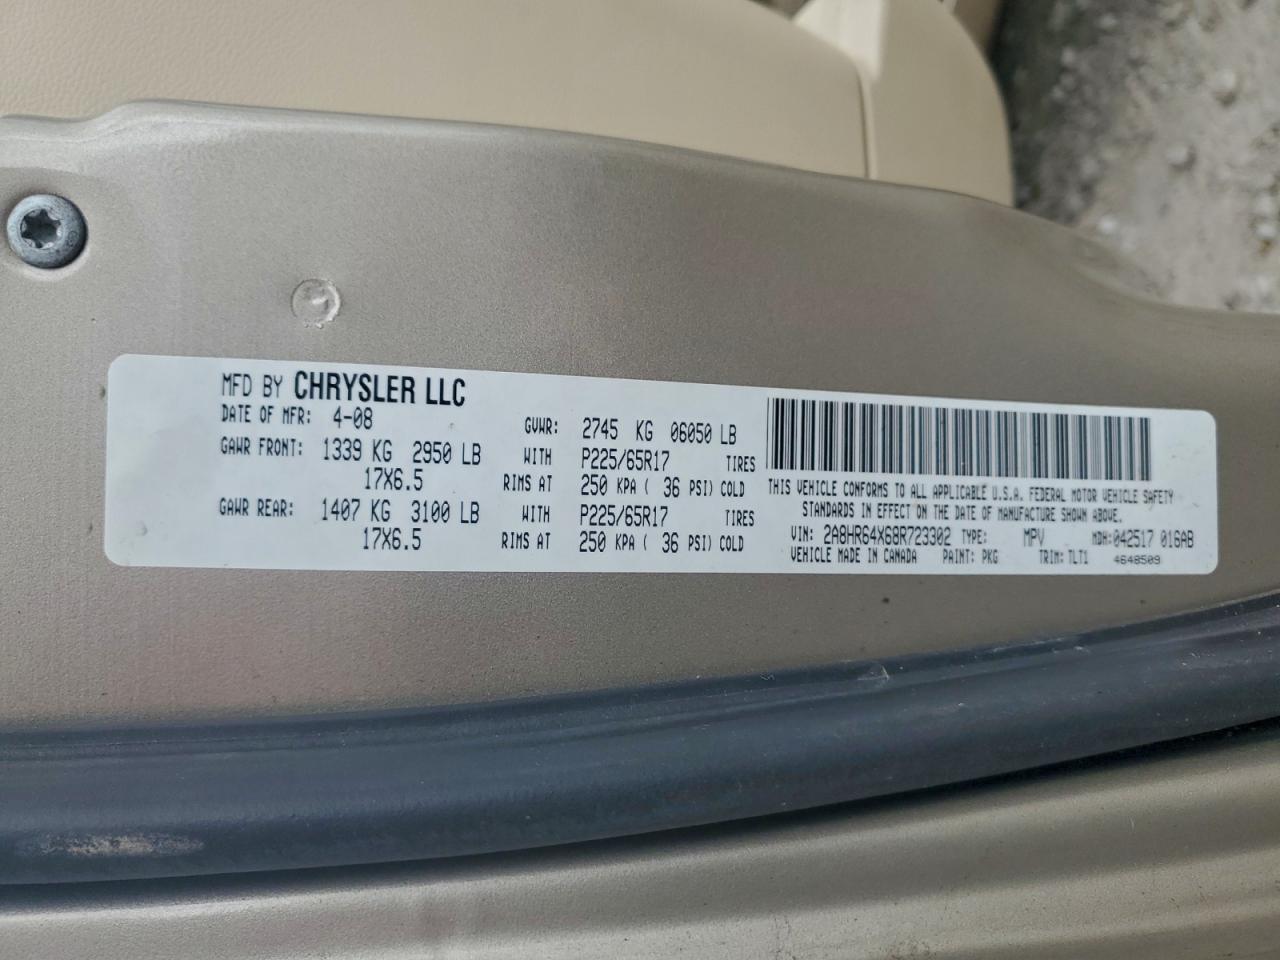 MFD BY CHRYSLER LLC
DATE OF MFR: 4-08 GVWR: 2745 KG 06050 LB
GAWR FRONT: 1339 KG 2950 LB WITH P225/65R17 TIRES
17X6.5 RIMS AT 250 KPA ( 36 PSI) COLD
GAWR REAR: 1407 KG 3100 LB WITH P225/65R17 TIRES
17X6.5 RIMS AT 250 KPA ( 36 PSI) COLD
THIS VEHICLE CONFORMS TO ALL APPLICABLE U.S.A. FEDERAL MOTOR VEHICLE SAFETY
STANDARDS IN EFFECT ON THE DATE OF MANUFACTURE SHOWN ABOVE.
VIN: 2A8HR64X68R723302 TYPE: MPV MDH:042517 016AB
VEHICLE MADE IN CANADA PAINT: PKG TRIM: TLT1 4648509